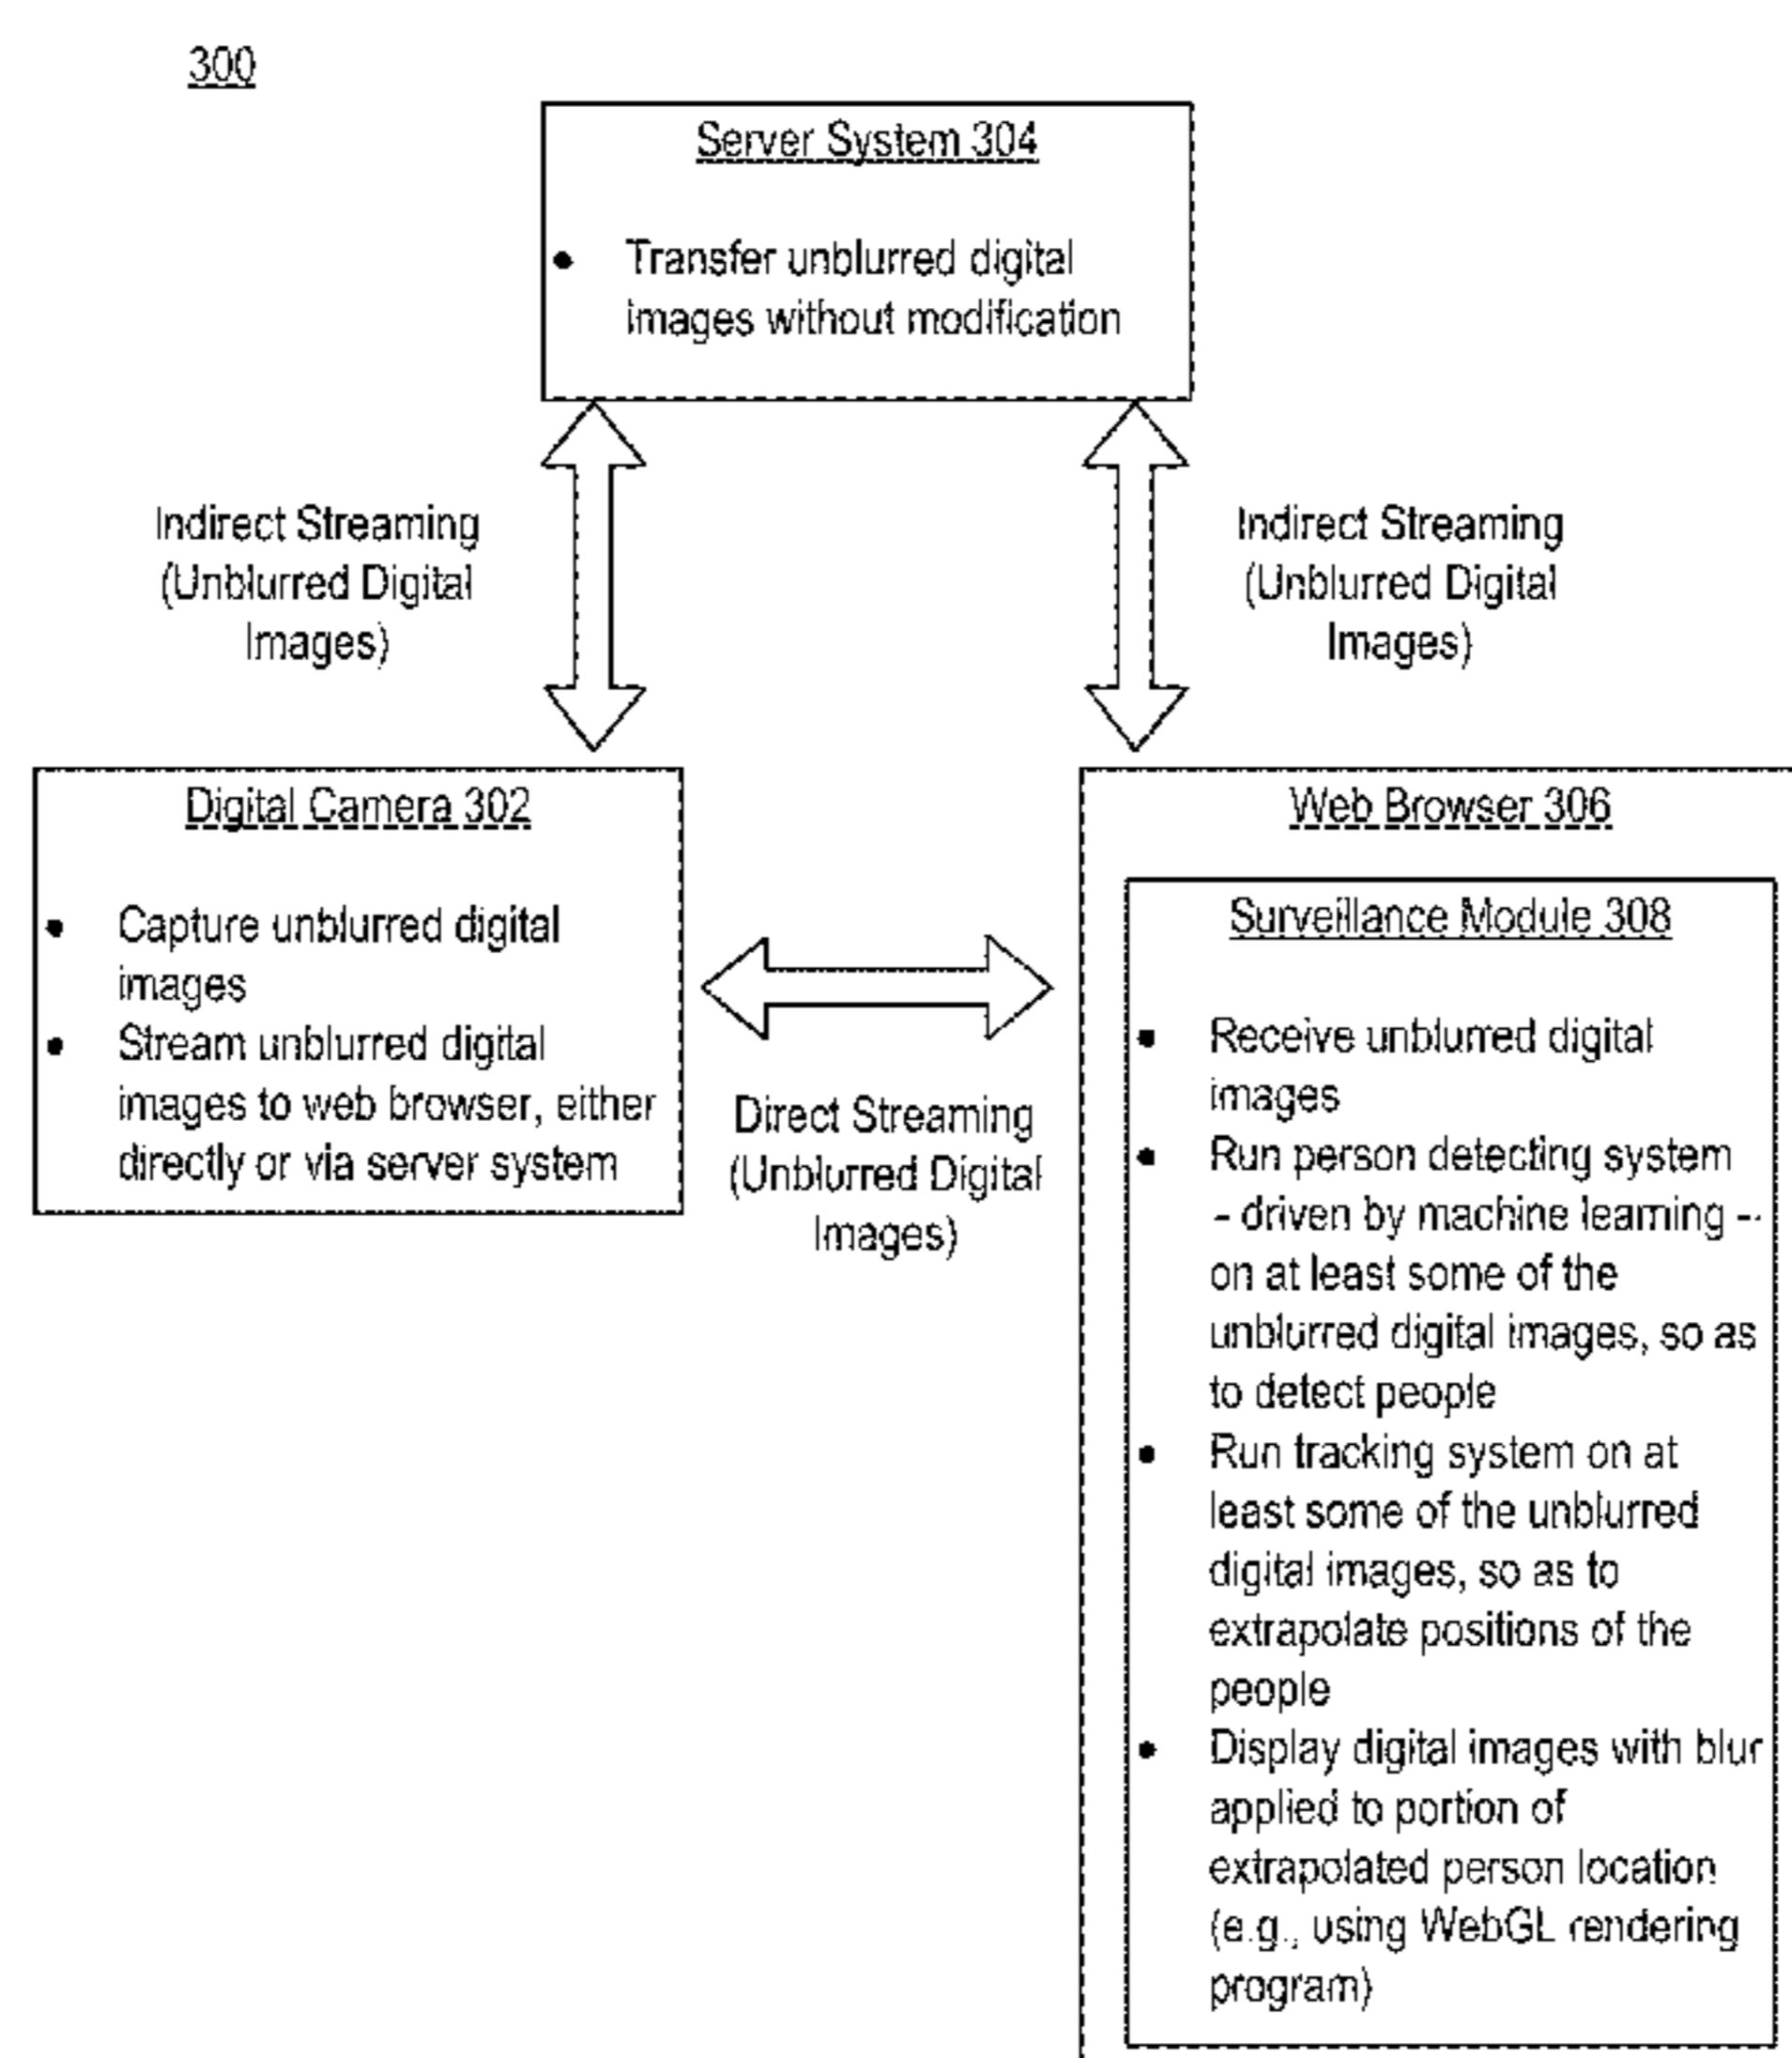 300
Server System 304
• Transfer unblurred digital
images without modification
Indirect Streaming
(Unblurred Digital
Images)
Indirect Streaming
(Unblurred Digital
Images)
Digital Camera 302
• Capture unblurred digital
images
• Stream unblurred digital
images to web browser, either
directly or via server system
Direct Streaming
(Unblurred Digital
Images)
Web Browser 306
Surveillance Module 308
• Receive unblurred digital
images
• Run person detecting system
– driven by machine learning –
on at least some of the
unblurred digital images, so as
to detect people
• Run tracking system on at
least some of the unblurred
digital images, so as to
extrapolate positions of the
people
• Display digital images with blur
applied to portion of
extrapolated person location
(e.g., using WebGL rendering
program)